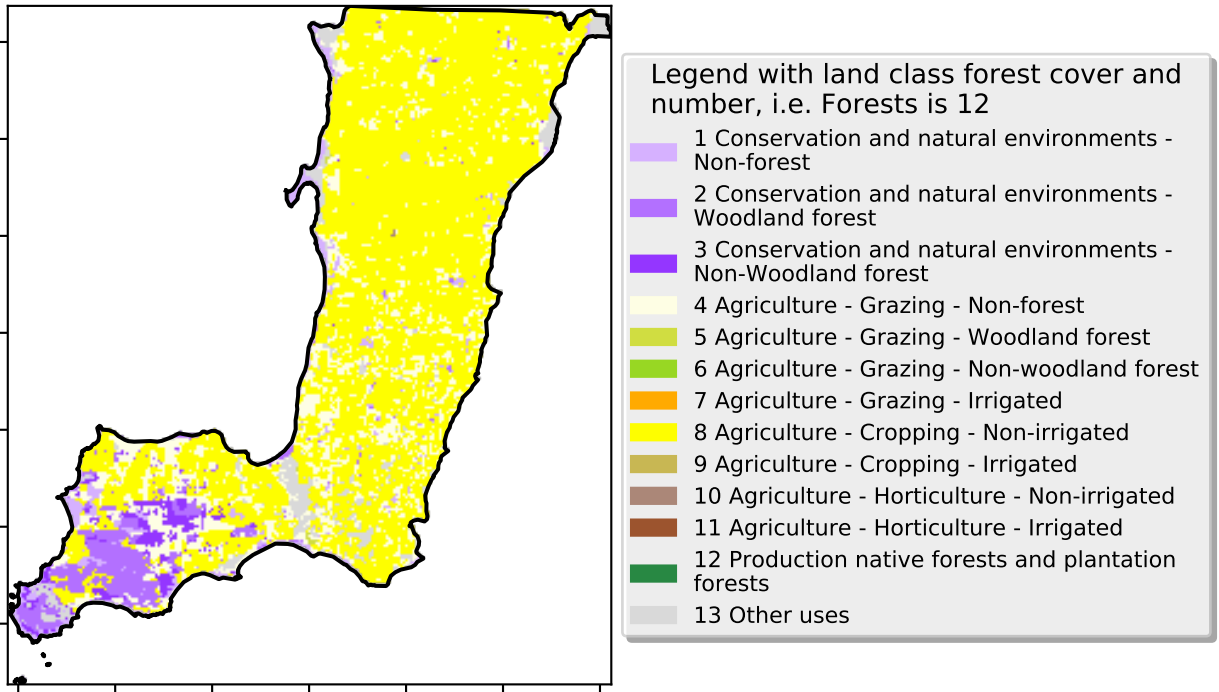 Legend with land class forest cover and
number, i.e. Forests is 12
1 Conservation and natural environments -
Non-forest
2 Conservation and natural environments -
Woodland forest
3 Conservation and natural environments -
Non-Woodland forest
4 Agriculture - Grazing - Non-forest
5 Agriculture - Grazing - Woodland forest
6 Agriculture - Grazing - Non-woodland forest
7 Agriculture - Grazing - Irrigated
8 Agriculture - Cropping - Non-irrigated
9 Agriculture - Cropping - Irrigated
10 Agriculture - Horticulture - Non-irrigated
11 Agriculture - Horticulture - Irrigated
12 Production native forests and plantation
forests
13 Other uses